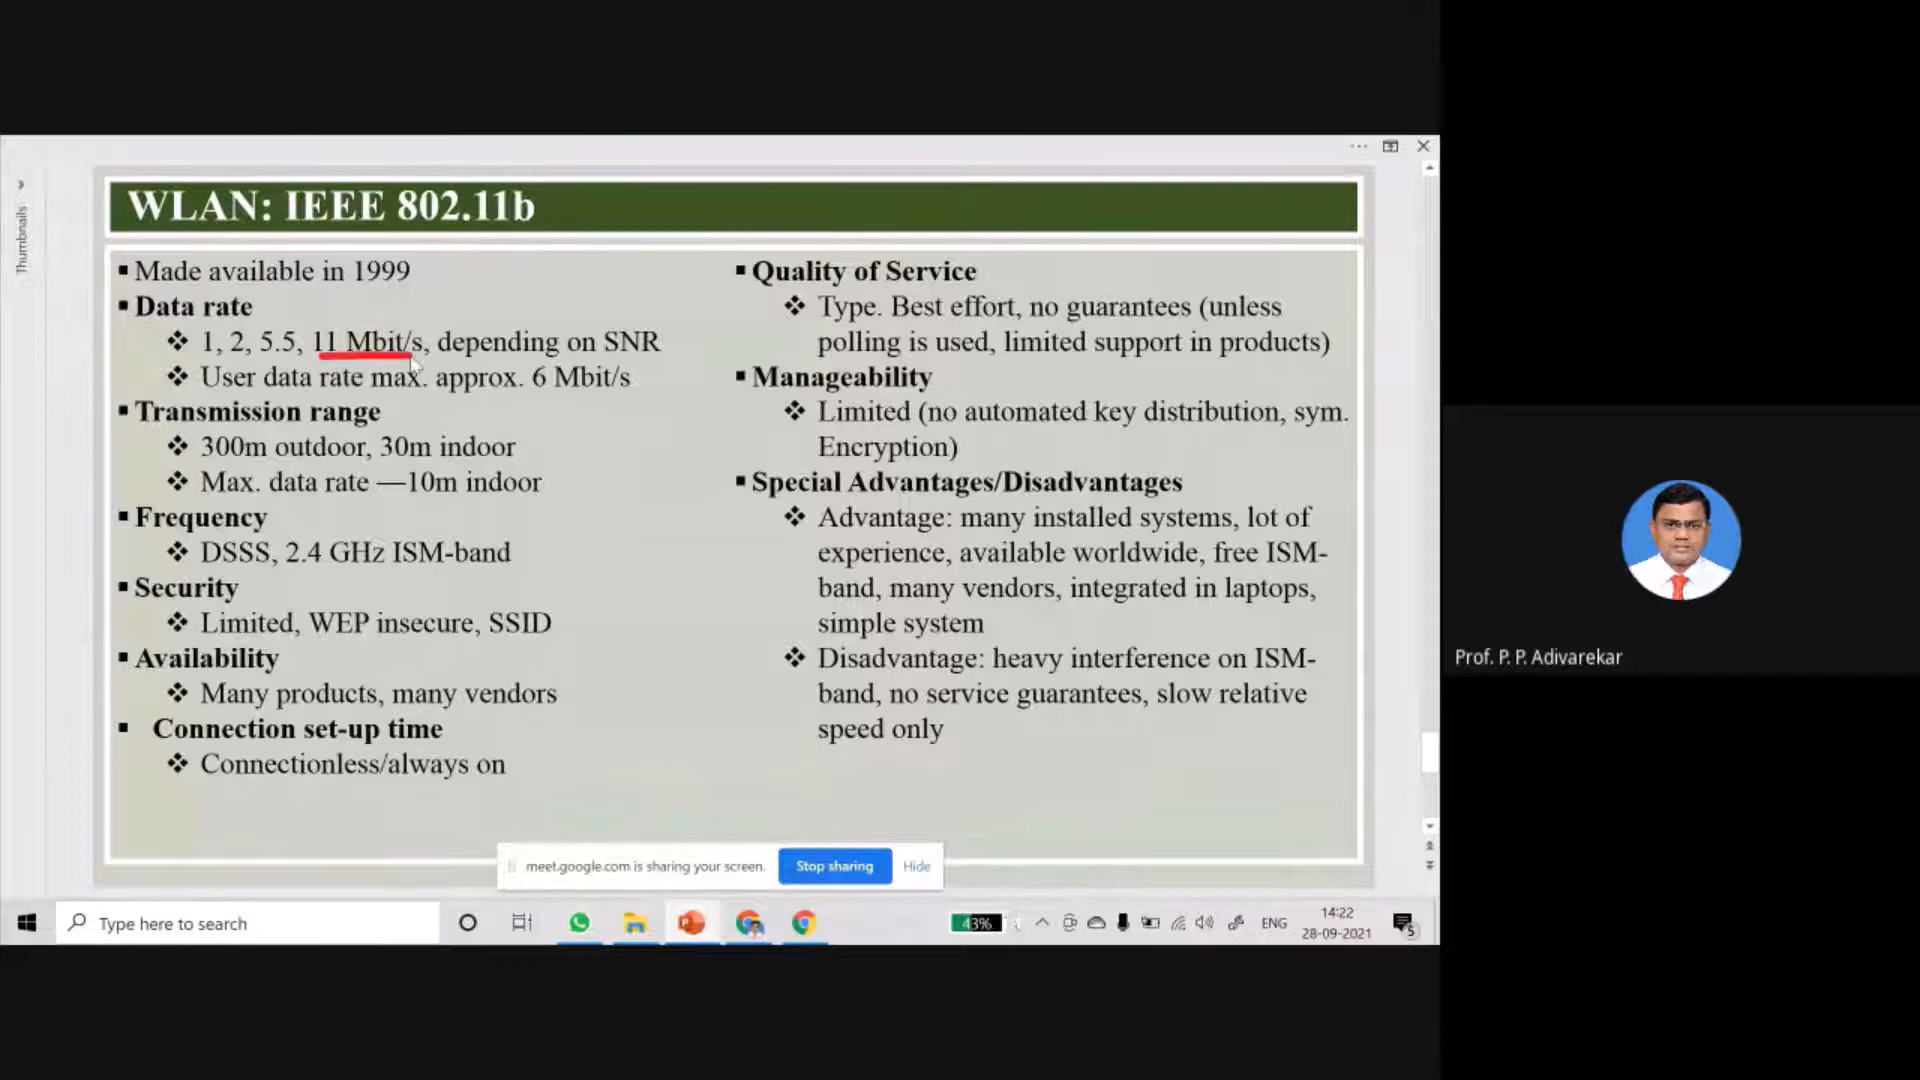 WLAN: IEEE 802.11b
Thumbnails
▪ Made available in 1999
▪ Data rate
❖ 1, 2, 5.5, 11 Mbit/s, depending on SNR
❖ User data rate max. approx. 6 Mbit/s
▪ Transmission range
❖ 300m outdoor, 30m indoor
❖ Max. data rate —10m indoor
▪ Frequency
❖ DSSS, 2.4 GHz ISM-band
▪ Security
❖ Limited, WEP insecure, SSID
▪ Availability
❖ Many products, many vendors
▪ Connection set-up time
❖ Connectionless/always on
▪ Quality of Service
❖ Type. Best effort, no guarantees (unless
polling is used, limited support in products)
▪ Manageability
❖ Limited (no automated key distribution, sym.
Encryption)
▪ Special Advantages/Disadvantages
❖ Advantage: many installed systems, lot of
experience, available worldwide, free ISM-
band, many vendors, integrated in laptops,
simple system
❖ Disadvantage: heavy interference on ISM-
band, no service guarantees, slow relative
speed only
Prof. P. P. Adivarekar
meet.google.com is sharing your screen. Stop sharing Hide
Type here to search
43%
ENG
14:22
28-09-2021
5